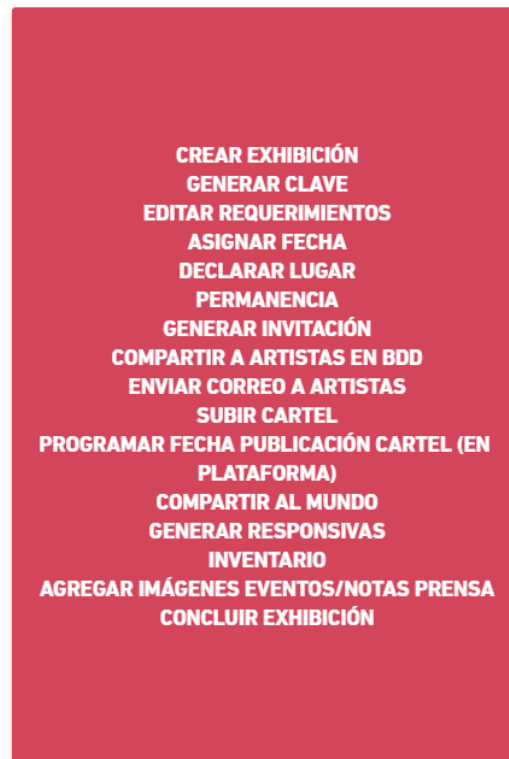 CREAR EXHIBICIÓN
GENERAR CLAVE
EDITAR REQUERIMIENTOS
ASIGNAR FECHA
DECLARAR LUGAR
PERMANENCIA
GENERAR INVITACIÓN
COMPARTIR A ARTISTAS EN BDD
ENVIAR CORREO A ARTISTAS
SUBIR CARTEL
PROGRAMAR FECHA PUBLICACIÓN CARTEL (EN
PLATAFORMA)
COMPARTIR AL MUNDO
GENERAR RESPONSIVAS
INVENTARIO
AGREGAR IMÁGENES EVENTOS/NOTAS PRENSA
CONCLUIR EXHIBICIÓN